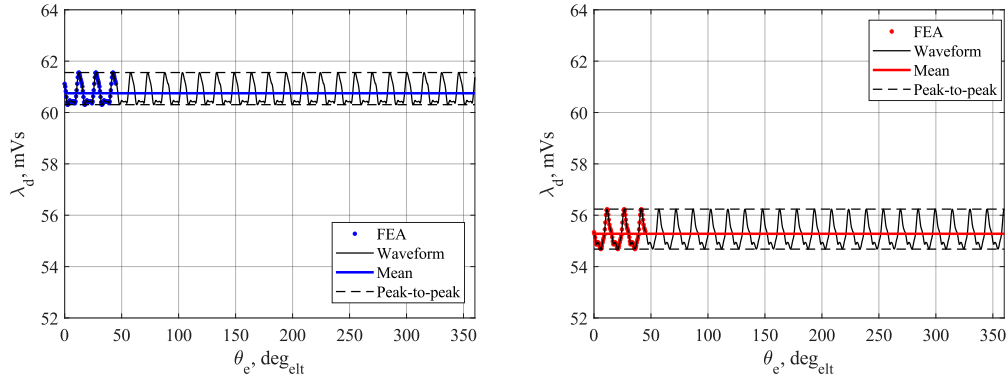 64
62
60
58
56
54
52
λd, mVs
0
50
100
150
200
250
300
350
θe, degelt
FEA
Waveform
Mean
Peak-to-peak
64
62
60
58
56
54
52
λd, mVs
0
50
100
150
200
250
300
350
θe, degelt
FEA
Waveform
Mean
Peak-to-peak